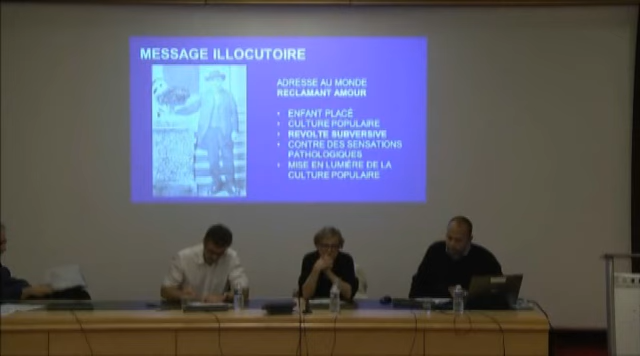 MESSAGE ILLOCUTOIRE
ADRESSE AU MONDE
RECLAMANT AMOUR
• ENFANT PLACÉ
• CULTURE POPULAIRE
• REVOLTE SUBVERSIVE
• CONTRE DES SENSATIONS
PATHOLOGIQUES
• MISE EN LUMIÈRE DE LA
CULTURE POPULAIRE